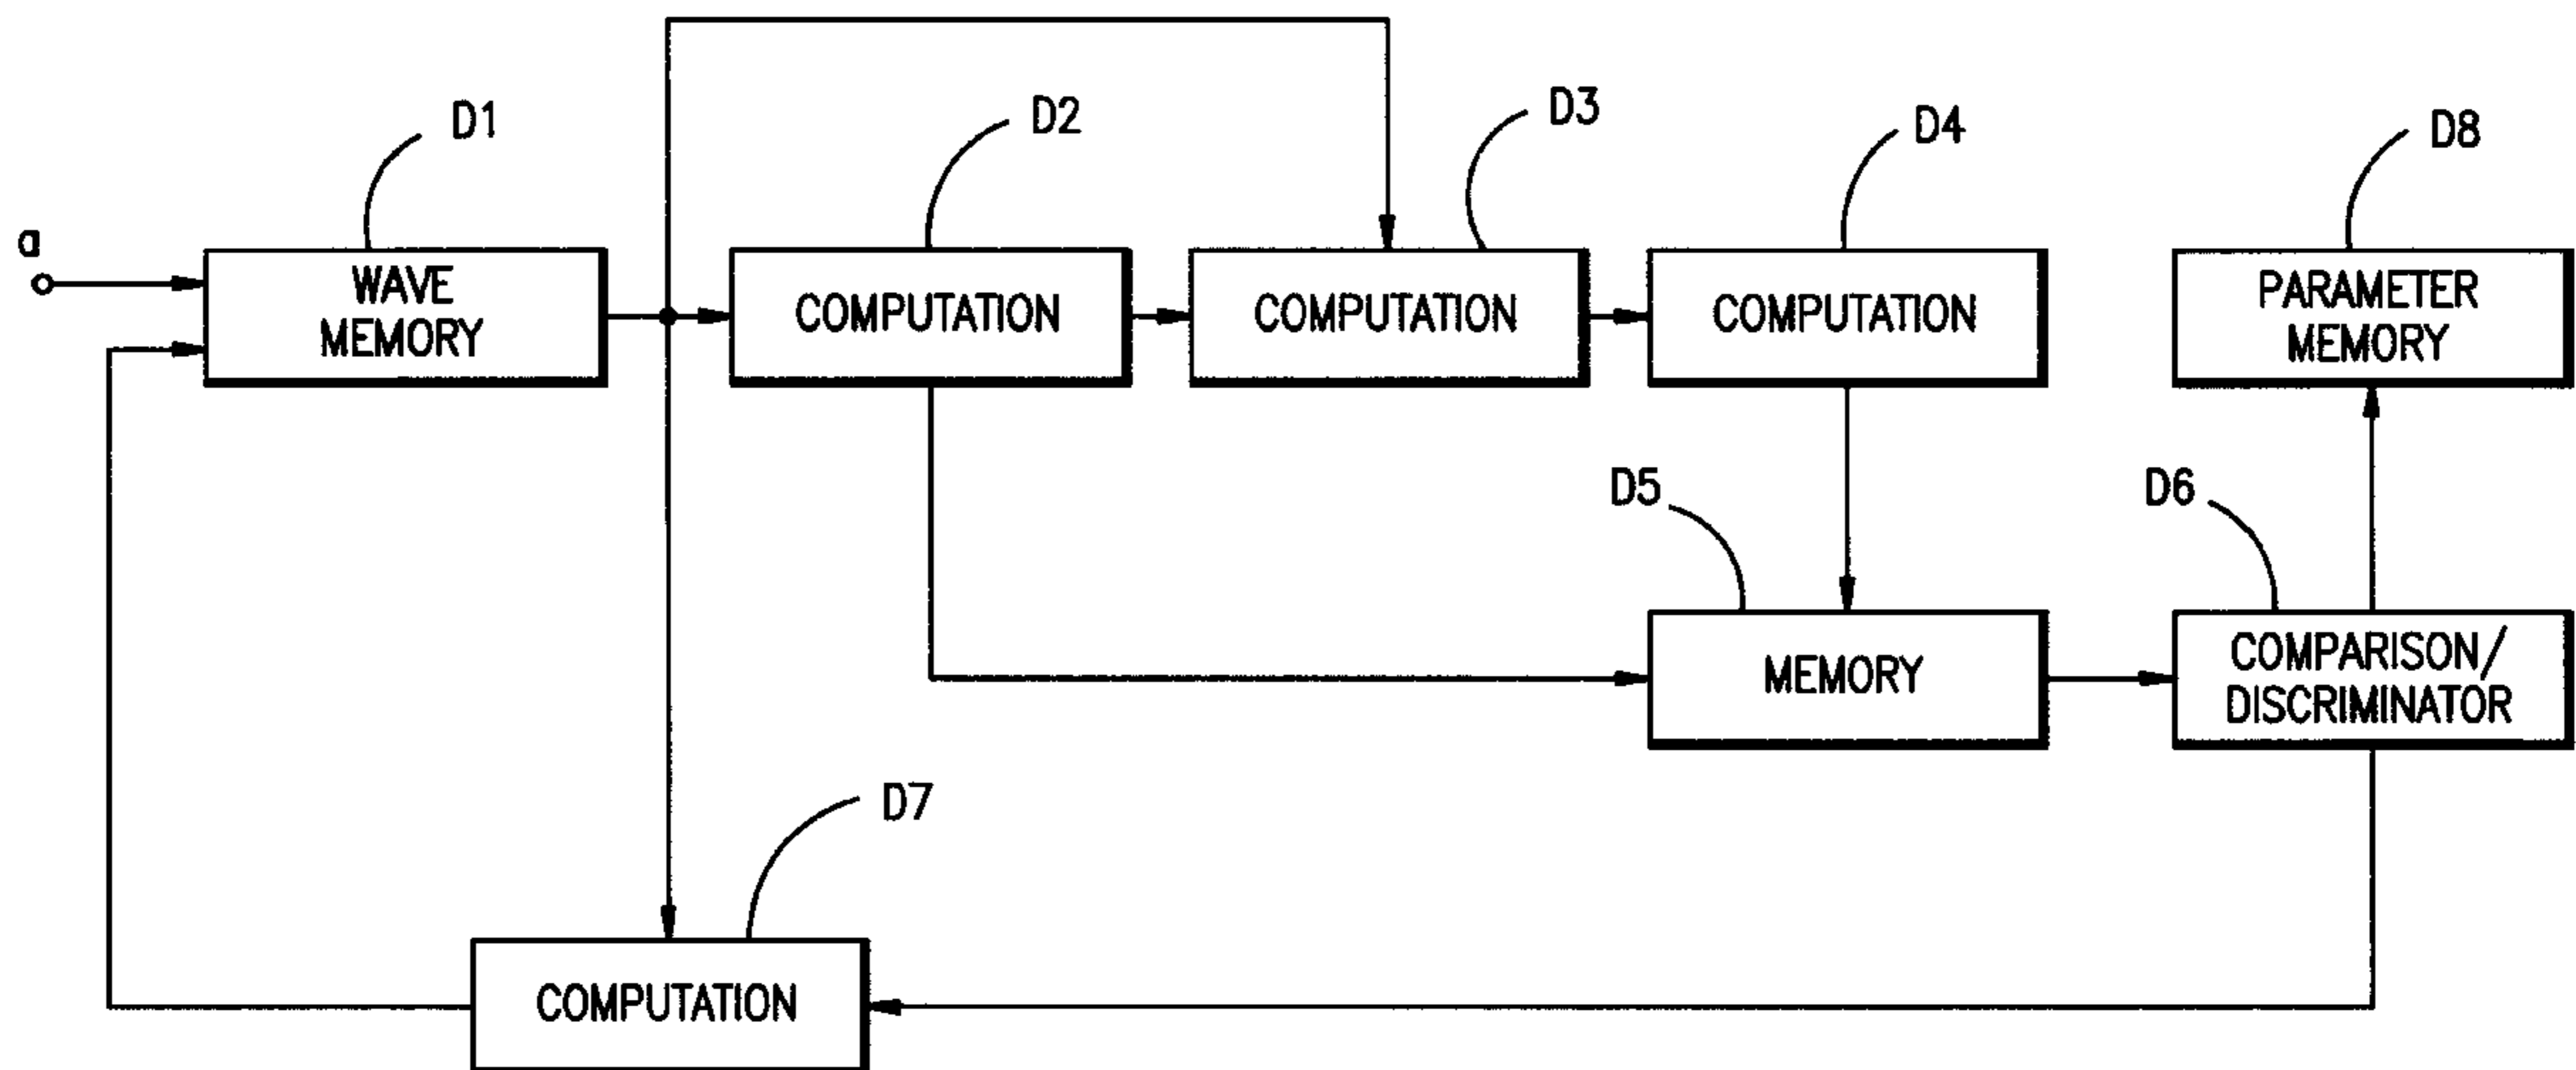 D1
D2
D3
D4
D8
a
WAVE
MEMORY
COMPUTATION
COMPUTATION
COMPUTATION
PARAMETER
MEMORY
D5
D6
MEMORY
COMPARISON/
DISCRIMINATOR
D7
COMPUTATION